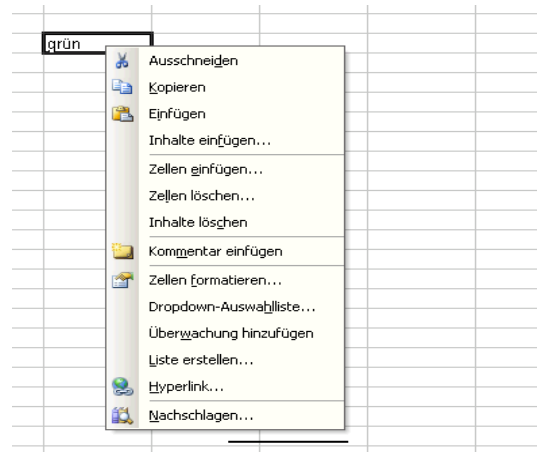 grün
Ausschneiden
Kopieren
Einfügen
Inhalte einfügen...
Zellen einfügen...
Zellen löschen...
Inhalte löschen
Kommentar einfügen
Zellen formatieren...
Dropdown-Auswahlliste...
Überwachung hinzufügen
Liste erstellen...
Hyperlink...
Nachschlagen...